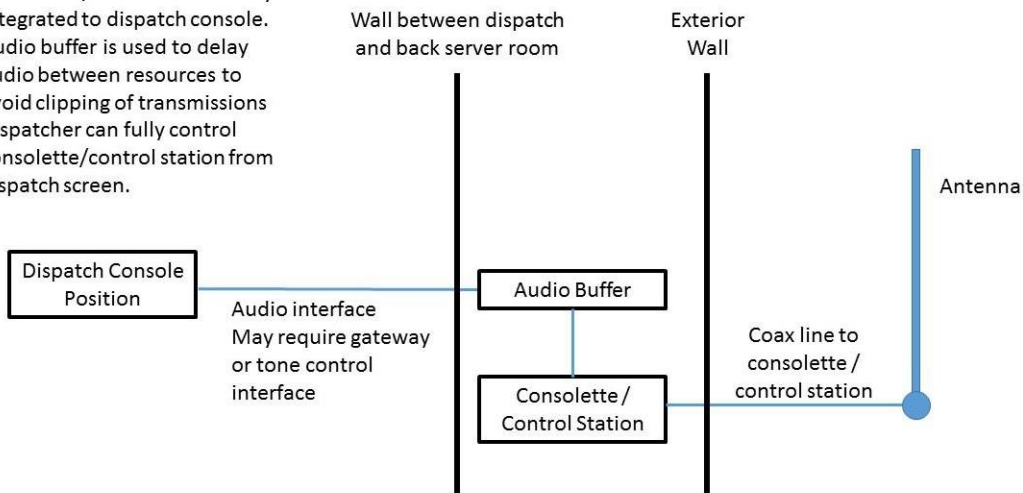 tegrated to dispatch console.
udio buffer is used to delay
udio between resources to
void clipping of transmissions
spatcher can fully control
onsolette/control station from
spatch screen.
Wall between dispatch
and back server room
Exterior
Wall
Antenna
Dispatch Console
Position
Audio Buffer
Audio interface
May require gateway
or tone control
interface
Coax line to
consolette /
control station
Consolette /
Control Station